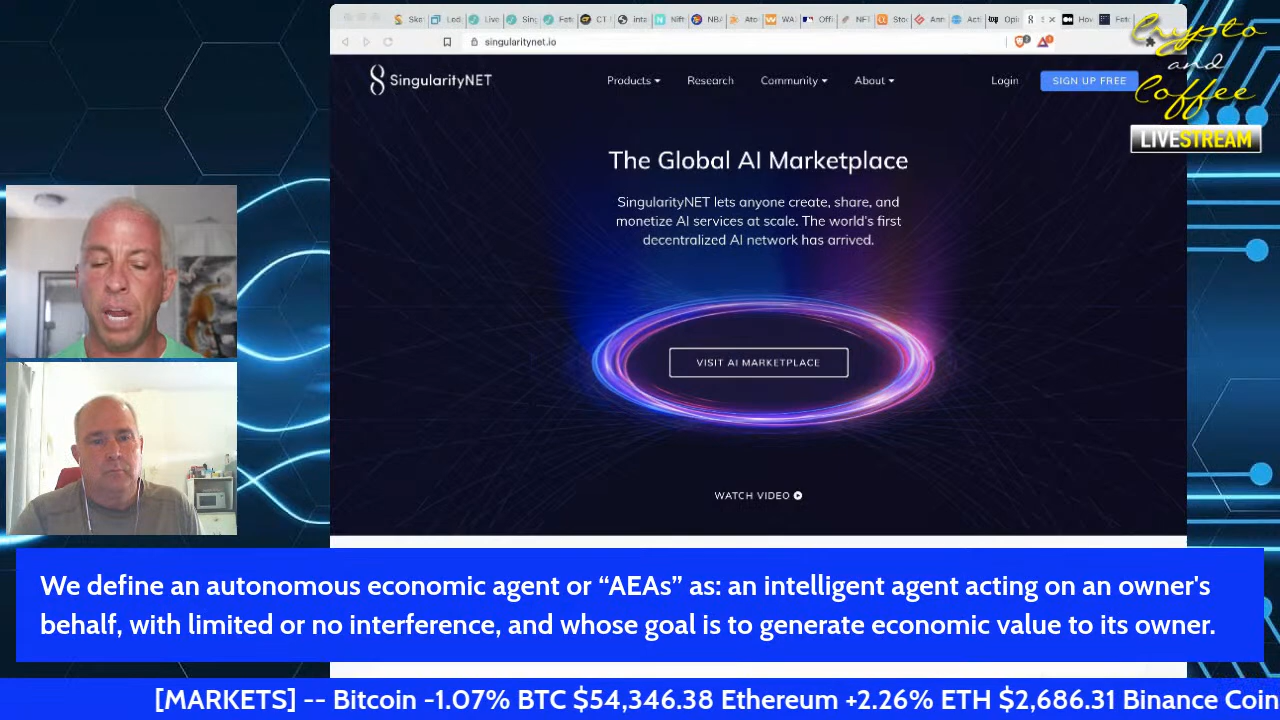 Live
NBA
singularitynet.io
Crypto
and
Coffee
LIVESTREAM
SingularityNET
Products
Research
Community
About
Login
SIGN UP FREE
The Global AI Marketplace
SingularityNET lets anyone create, share, and
monetize AI services at scale. The world's first
decentralized AI network has arrived.
VISIT AI MARKETPLACE
WATCH VIDEO
We define an autonomous economic agent or “AEAs” as: an intelligent agent acting on an owner's
behalf, with limited or no interference, and whose goal is to generate economic value to its owner.
[MARKETS] -- Bitcoin -1.07% BTC $54,346.38 Ethereum +2.26% ETH $2,686.31 Binance Coin